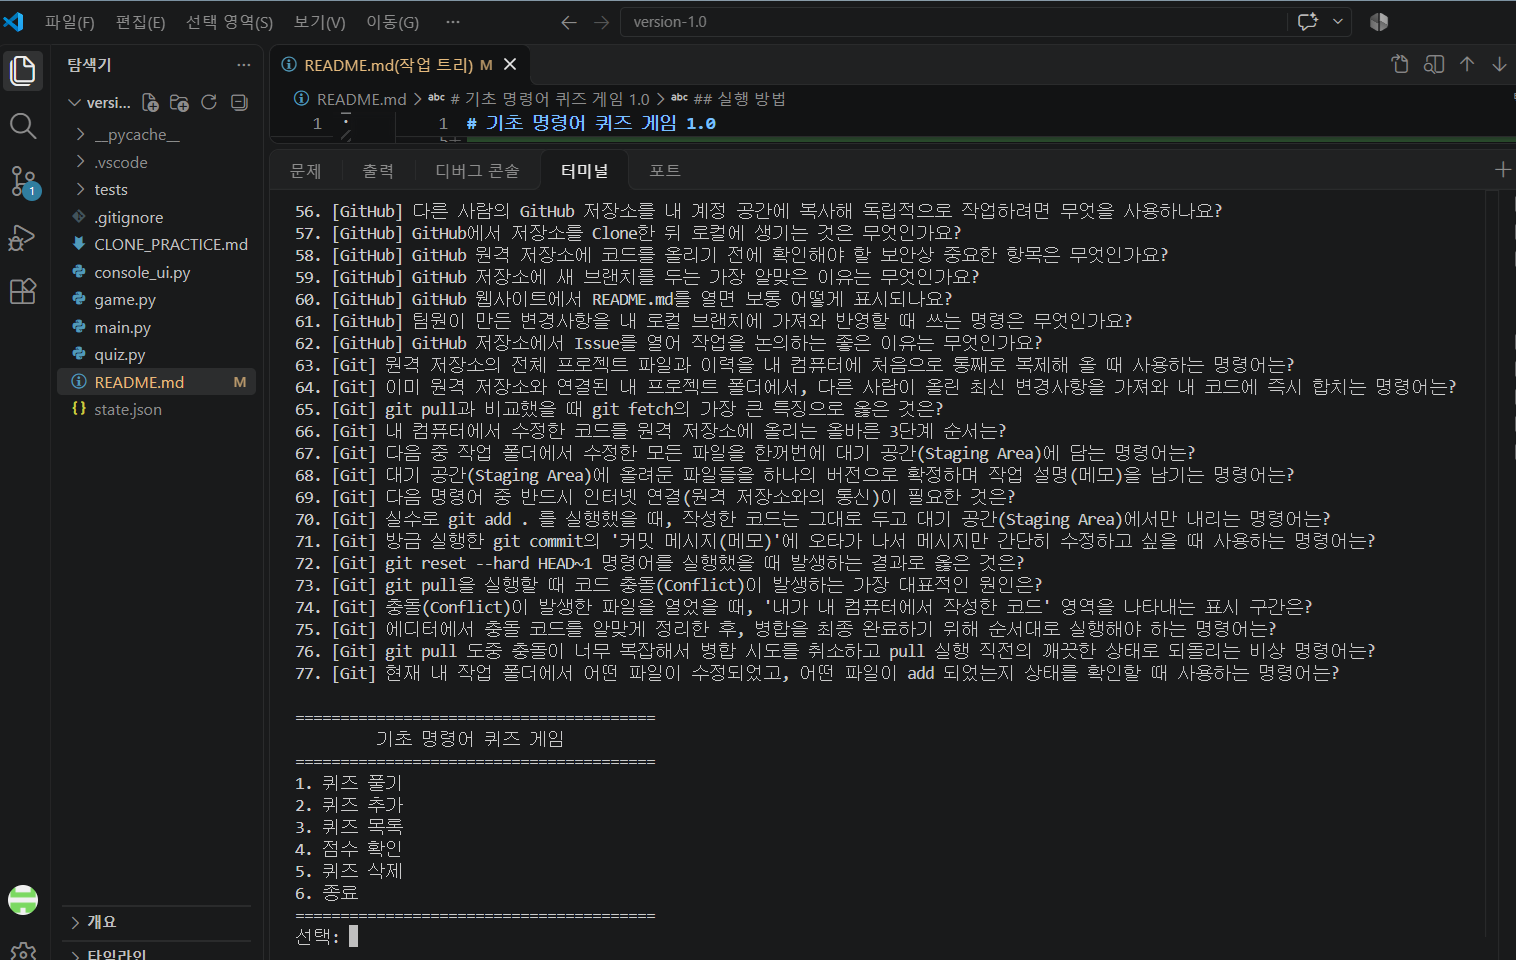 파일(F) 편집(E) 선택 영역(S) 보기(V) 이동(G) ··· version-1.0
탐색기 ···
versi...
__pycache__
.vscode
tests
.gitignore
CLONE_PRACTICE.md
console_ui.py
game.py
main.py
quiz.py
README.md M
state.json
개요
타임라인
1
README.md(작업 트리) M
README.md > # 기초 명령어 퀴즈 게임 1.0 > ## 실행 방법
1 1 # 기초 명령어 퀴즈 게임 1.0
문제 출력 디버그 콘솔 터미널 포트
56. [GitHub] 다른 사람의 GitHub 저장소를 내 계정 공간에 복사해 독립적으로 작업하려면 무엇을 사용하나요?
57. [GitHub] GitHub에서 저장소를 Clone한 뒤 로컬에 생기는 것은 무엇인가요?
58. [GitHub] GitHub 원격 저장소에 코드를 올리기 전에 확인해야 할 보안상 중요한 항목은 무엇인가요?
59. [GitHub] GitHub 저장소에 새 브랜치를 두는 가장 알맞은 이유는 무엇인가요?
60. [GitHub] GitHub 웹사이트에서 README.md를 열면 보통 어떻게 표시되나요?
61. [GitHub] 팀원이 만든 변경사항을 내 로컬 브랜치에 가져와 반영할 때 쓰는 명령은 무엇인가요?
62. [GitHub] GitHub 저장소에서 Issue를 열어 작업을 논의하는 좋은 이유는 무엇인가요?
63. [Git] 원격 저장소의 전체 프로젝트 파일과 이력을 내 컴퓨터에 처음으로 통째로 복제해 올 때 사용하는 명령어는?
64. [Git] 이미 원격 저장소와 연결된 내 프로젝트 폴더에서, 다른 사람이 올린 최신 변경사항을 가져와 내 코드에 즉시 합치는 명령어는?
65. [Git] git pull과 비교했을 때 git fetch의 가장 큰 특징으로 옳은 것은?
66. [Git] 내 컴퓨터에서 수정한 코드를 원격 저장소에 올리는 올바른 3단계 순서는?
67. [Git] 다음 중 작업 폴더에서 수정한 모든 파일을 한꺼번에 대기 공간(Staging Area)에 담는 명령어는?
68. [Git] 대기 공간(Staging Area)에 올려둔 파일들을 하나의 버전으로 확정하며 작업 설명(메모)을 남기는 명령어는?
69. [Git] 다음 명령어 중 반드시 인터넷 연결(원격 저장소와의 통신)이 필요한 것은?
70. [Git] 실수로 git add . 를 실행했을 때, 작성한 코드는 그대로 두고 대기 공간(Staging Area)에서만 내리는 명령어는?
71. [Git] 방금 실행한 git commit의 '커밋 메시지(메모)'에 오타가 나서 메시지만 간단히 수정하고 싶을 때 사용하는 명령어는?
72. [Git] git reset --hard HEAD~1 명령어를 실행했을 때 발생하는 결과로 옳은 것은?
73. [Git] git pull을 실행할 때 코드 충돌(Conflict)이 발생하는 가장 대표적인 원인은?
74. [Git] 충돌(Conflict)이 발생한 파일을 열었을 때, '내가 내 컴퓨터에서 작성한 코드' 영역을 나타내는 표시 구간은?
75. [Git] 에디터에서 충돌 코드를 알맞게 정리한 후, 병합을 최종 완료하기 위해 순서대로 실행해야 하는 명령어는?
76. [Git] git pull 도중 충돌이 너무 복잡해서 병합 시도를 취소하고 pull 실행 직전의 깨끗한 상태로 되돌리는 비상 명령어는?
77. [Git] 현재 내 작업 폴더에서 어떤 파일이 수정되었고, 어떤 파일이 add 되었는지 상태를 확인할 때 사용하는 명령어는?
========================================
기초 명령어 퀴즈 게임
========================================
1. 퀴즈 풀기
2. 퀴즈 추가
3. 퀴즈 목록
4. 점수 확인
5. 퀴즈 삭제
6. 종료
========================================
선택: